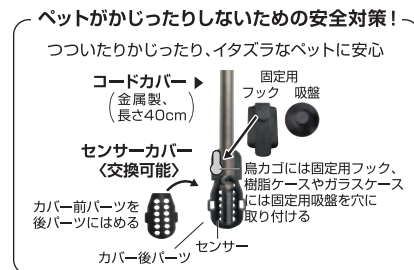 ペットがかじったりしないための安全対策!
つついたりかじったり、イタズラなペットに安心
コードカバー
(金属製、
長さ40cm)
固定用
フック 吸盤
センサーカバー
〈交換可能〉
カバー前パーツを
後パーツにはめる
カバー後パーツ
センサー
鳥カゴには固定用フック、
樹脂ケースやガラスケース
には固定用吸盤を穴に
取り付ける